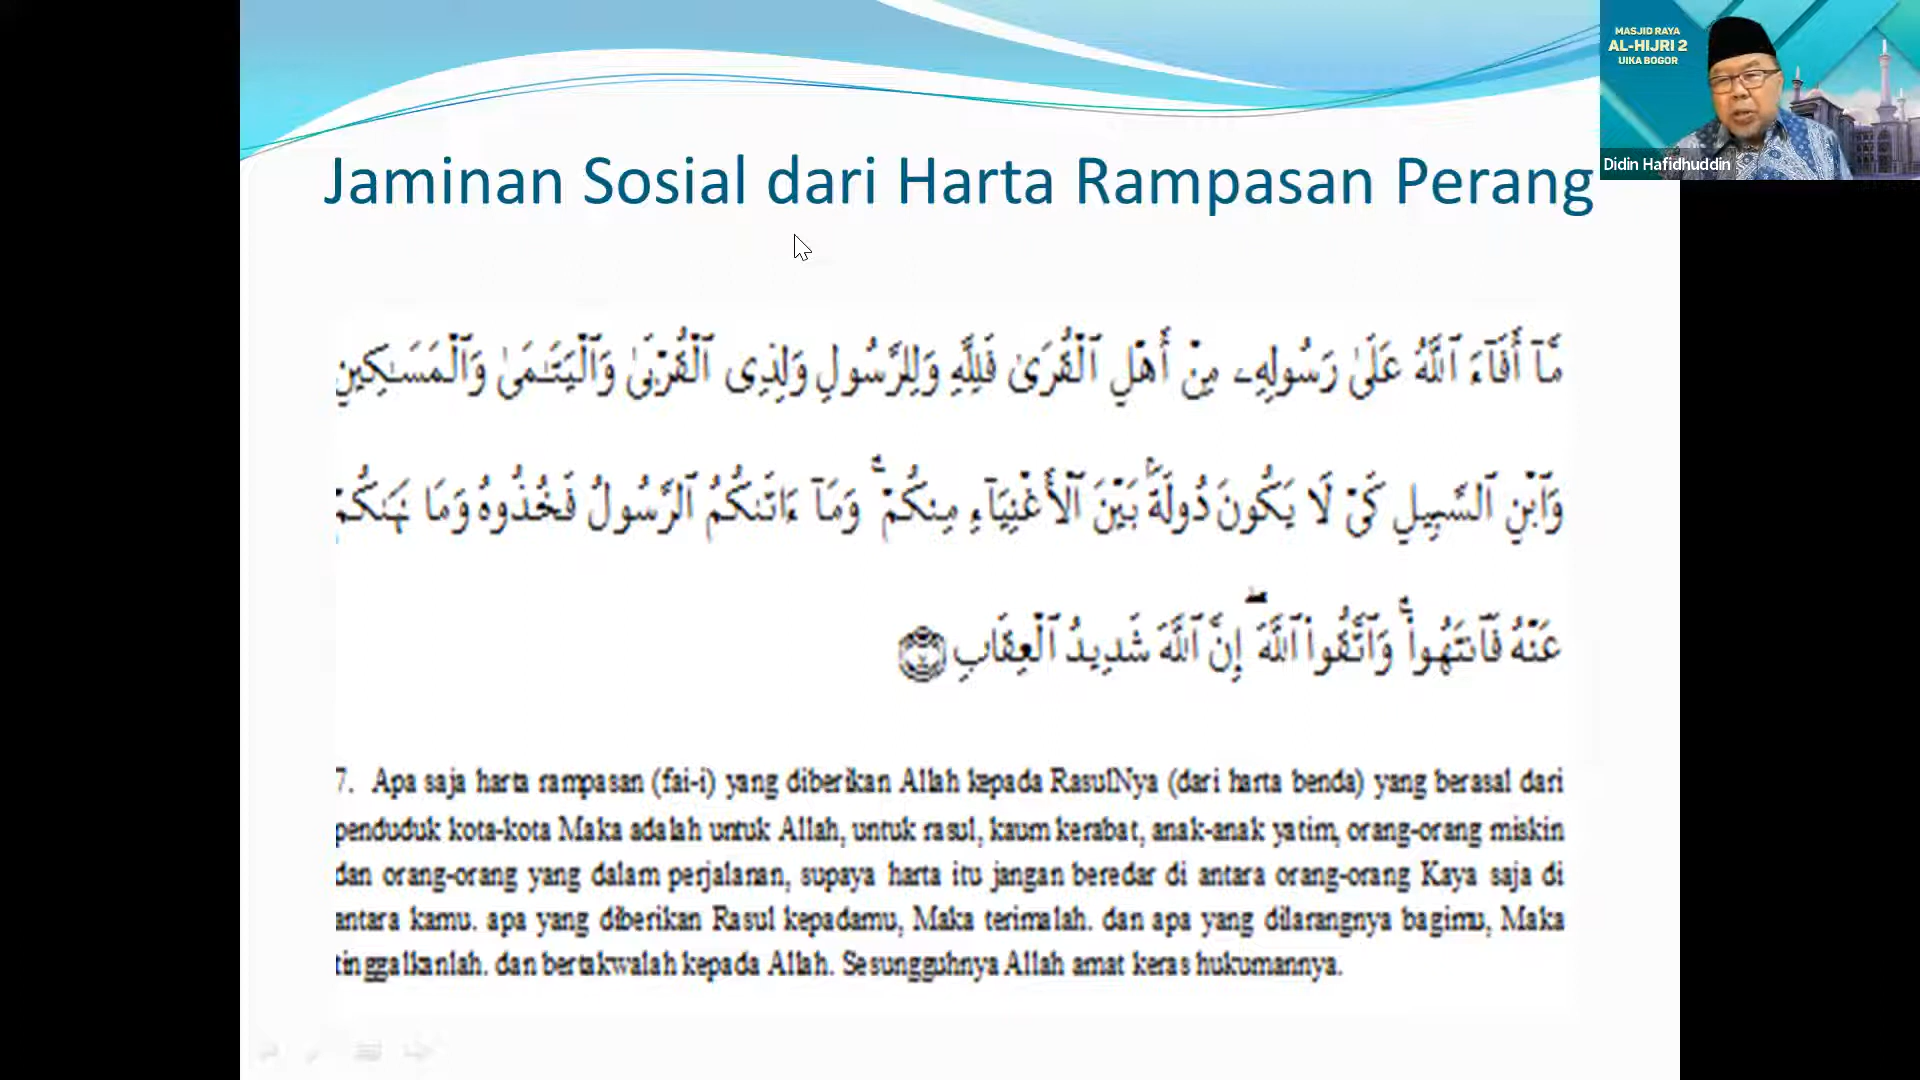 MASJID RAYA
AL-HIJRI 2
UIKA BOGOR
Didin Hafidhuddin
Jaminan Sosial dari Harta Rampasan Perang
مَّآ أَفَآءَ ٱللَّهُ عَلَىٰ رَسُولِهِۦ مِنْ أَهْلِ ٱلْقُرَىٰ فَلِلَّهِ وَلِلرَّسُولِ وَلِذِى ٱلْقُرْبَىٰ وَٱلْيَتَٰمَىٰ وَٱلْمَسَٰكِينِ
وَٱبْنِ ٱلسَّبِيلِ كَىْ لَا يَكُونَ دُولَةًۢ بَيْنَ ٱلْأَغْنِيَآءِ مِنكُمْ ۚ وَمَآ ءَاتَىٰكُمُ ٱلرَّسُولُ فَخُذُوهُ وَمَا نَهَىٰكُمْ
عَنْهُ فَٱنتَهُوا۟ ۚ وَٱتَّقُوا۟ ٱللَّهَ ۖ إِنَّ ٱللَّهَ شَدِيدُ ٱلْعِقَابِ ٧
7. Apa saja harta rampasan (fai-i) yang diberikan Allah kepada RasulNya (dari harta benda) yang berasal dari
penduduk kota-kota Maka adalah untuk Allah, untuk rasul, kaum kerabat, anak-anak yatim, orang-orang miskin
dan orang-orang yang dalam perjalanan, supaya harta itu jangan beredar di antara orang-orang Kaya saja di
antara kamu. apa yang diberikan Rasul kepadamu, Maka terimalah. dan apa yang dilarangnya bagimu, Maka
tinggalkanlah. dan bertakwalah kepada Allah. Sesungguhnya Allah amat keras hukumannya.